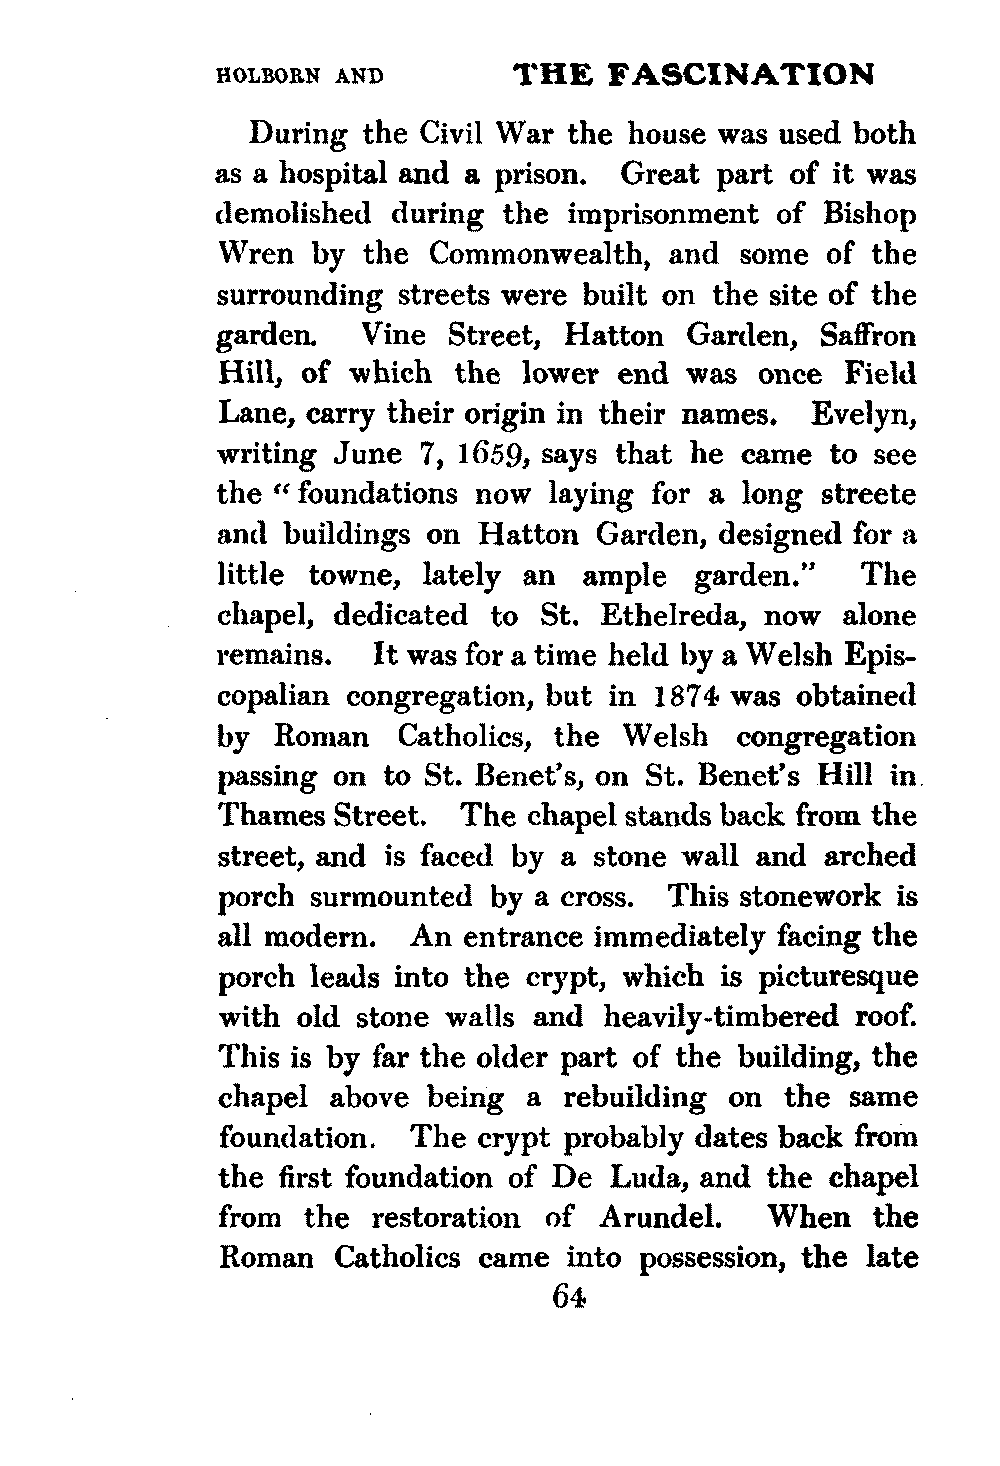 HOLBORN AND THE FASCINATION
During the Civil War the house was used both
as a hospital and a prison. Great part of it was
demolished during the imprisonment of Bishop
Wren by the Commonwealth, and some of the
surrounding streets were built on the site of the
garden. Vine Street, Hatton Garden, Saffron
Hill, of which the lower end was once Field
Lane, carry their origin in their names. Evelyn,
writing June 7, 1659, says that he came to see
the “foundations now laying for a long streete
and buildings on Hatton Garden, designed for a
little towne, lately an ample garden.” The
chapel, dedicated to St. Ethelreda, now alone
remains. It was for a time held by a Welsh Epis-
copalian congregation, but in 1874 was obtained
by Roman Catholics, the Welsh congregation
passing on to St. Benet’s, on St. Benet’s Hill in
Thames Street. The chapel stands back from the
street, and is faced by a stone wall and arched
porch surmounted by a cross. This stonework is
all modern. An entrance immediately facing the
porch leads into the crypt, which is picturesque
with old stone walls and heavily-timbered roof.
This is by far the older part of the building, the
chapel above being a rebuilding on the same
foundation. The crypt probably dates back from
the first foundation of De Luda, and the chapel
from the restoration of Arundel. When the
Roman Catholics came into possession, the late
64